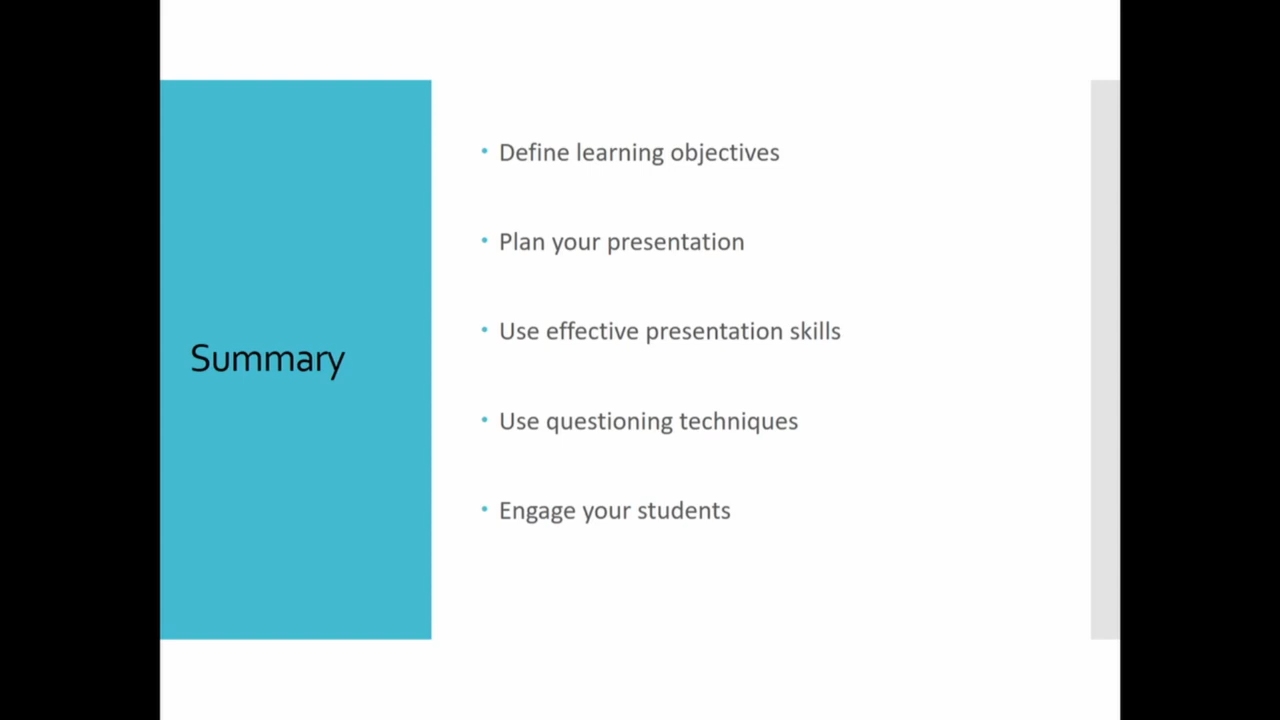 Summary
• Define learning objectives
• Plan your presentation
• Use effective presentation skills
• Use questioning techniques
• Engage your students